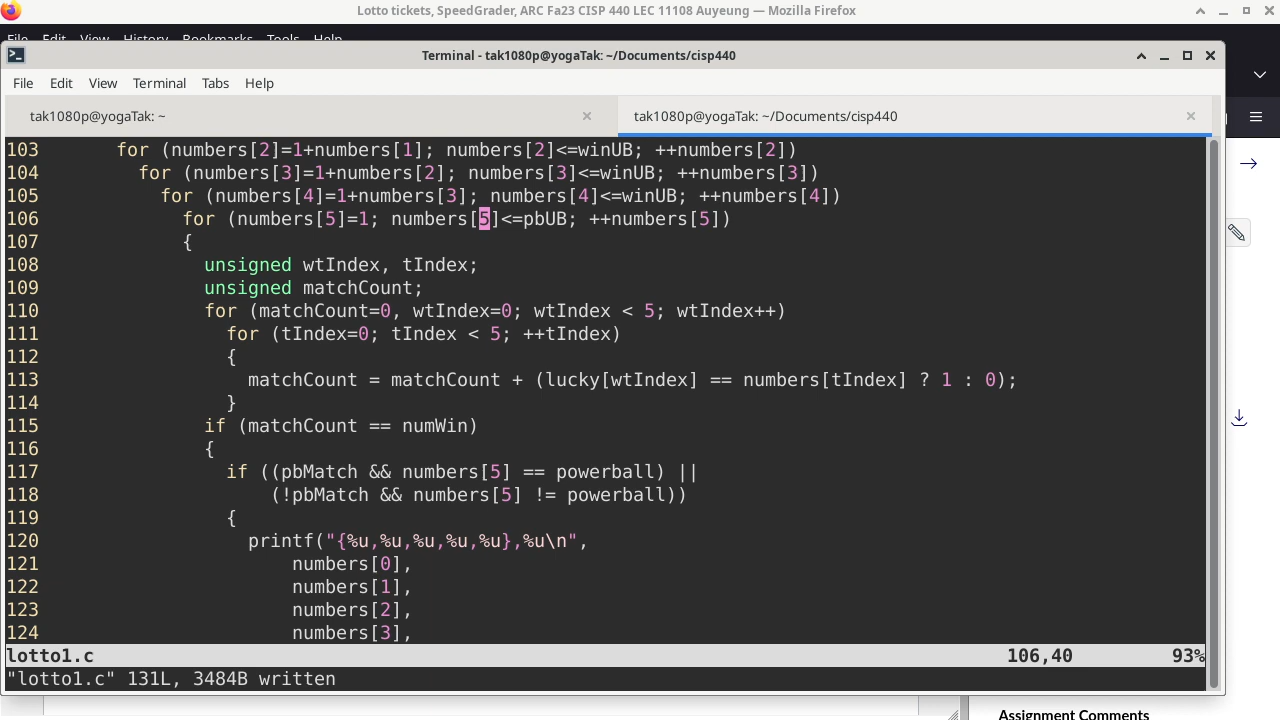 Lotto tickets, SpeedGrader, ARC Fa23 CISP 440 LEC 11108 Auyeung — Mozilla Firefox
File Edit View History Bookmarks Tools Help
Terminal - tak1080p@yogaTak: ~/Documents/cisp440
File Edit View Terminal Tabs Help
tak1080p@yogaTak: ~ tak1080p@yogaTak: ~/Documents/cisp440
103       for (numbers[2]=1+numbers[1]; numbers[2]<=winUB; ++numbers[2])
104         for (numbers[3]=1+numbers[2]; numbers[3]<=winUB; ++numbers[3])
105           for (numbers[4]=1+numbers[3]; numbers[4]<=winUB; ++numbers[4])
106             for (numbers[5]=1; numbers[5]<=pbUB; ++numbers[5])
107             {
108               unsigned wtIndex, tIndex;
109               unsigned matchCount;
110               for (matchCount=0, wtIndex=0; wtIndex < 5; wtIndex++)
111                 for (tIndex=0; tIndex < 5; ++tIndex)
112                 {
113                   matchCount = matchCount + (lucky[wtIndex] == numbers[tIndex] ? 1 : 0);
114                 }
115               if (matchCount == numWin)
116               {
117                 if ((pbMatch && numbers[5] == powerball) ||
118                     (!pbMatch && numbers[5] != powerball))
119                 {
120                   printf("{%u,%u,%u,%u,%u},%u\n",
121                       numbers[0],
122                       numbers[1],
123                       numbers[2],
124                       numbers[3],
lotto1.c 106,40 93%
"lotto1.c" 131L, 3484B written
Assignment Comments